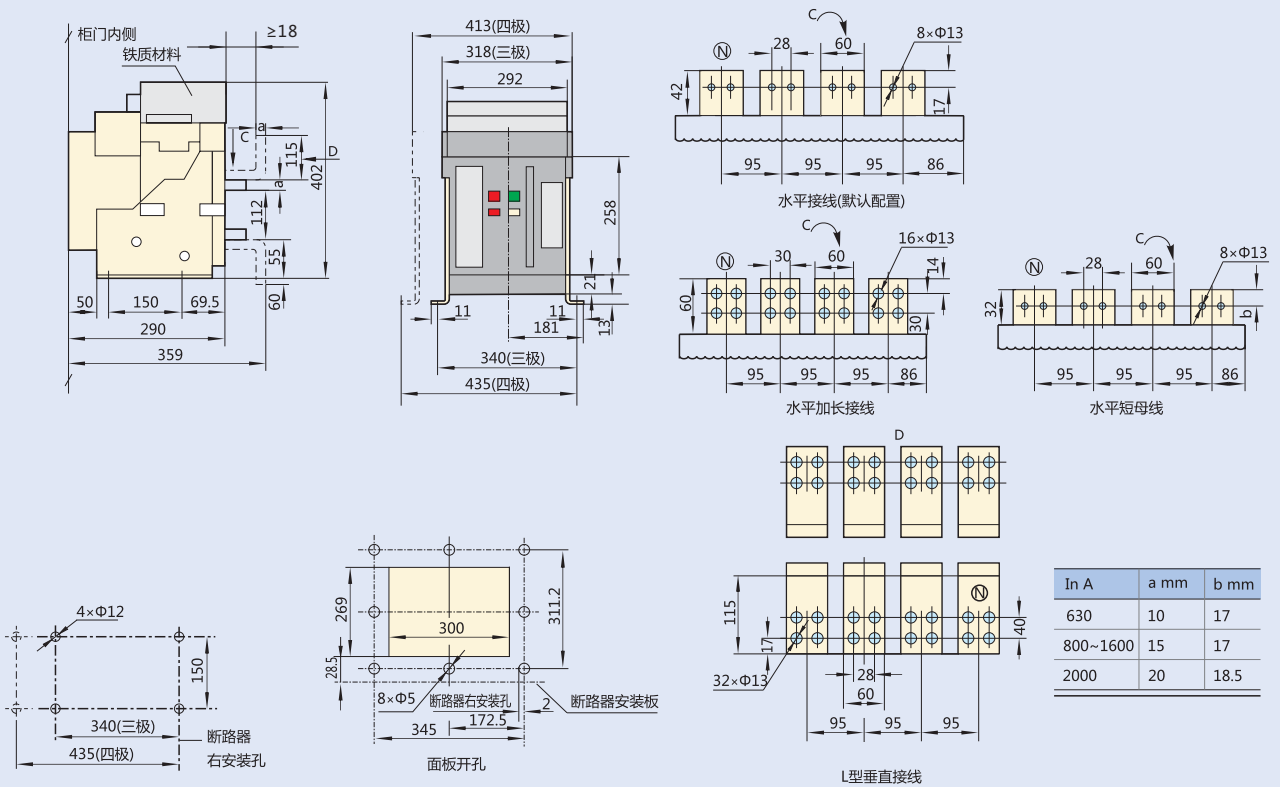 柜门内侧
≥18
铁质材料
a
C
115
D
402
a
112
55
60
50
150
69.5
290
359
413(四极)
318(三极)
292
258
21
11
11
13
181
340(三极)
435(四极)
C
N
28
60
8×Φ13
42
17
95
95
95
86
水平接线(默认配置)
C
N
30
60
16×Φ13
14
60
30
95
95
95
86
水平加长接线
C
N
28
60
8×Φ13
32
b
95
95
95
86
水平短母线
4×Φ12
150
340(三极)
435(四极)
断路器
右安装孔
269
300
311.2
28.5
8×Φ5
断路器右安装孔
2
断路器安装板
172.5
345
面板开孔
D
N
115
17
40
32×Φ13
28
60
95
95
95
L型垂直接线
In A a mm b mm
630 10 17
800~1600 15 17
2000 20 18.5